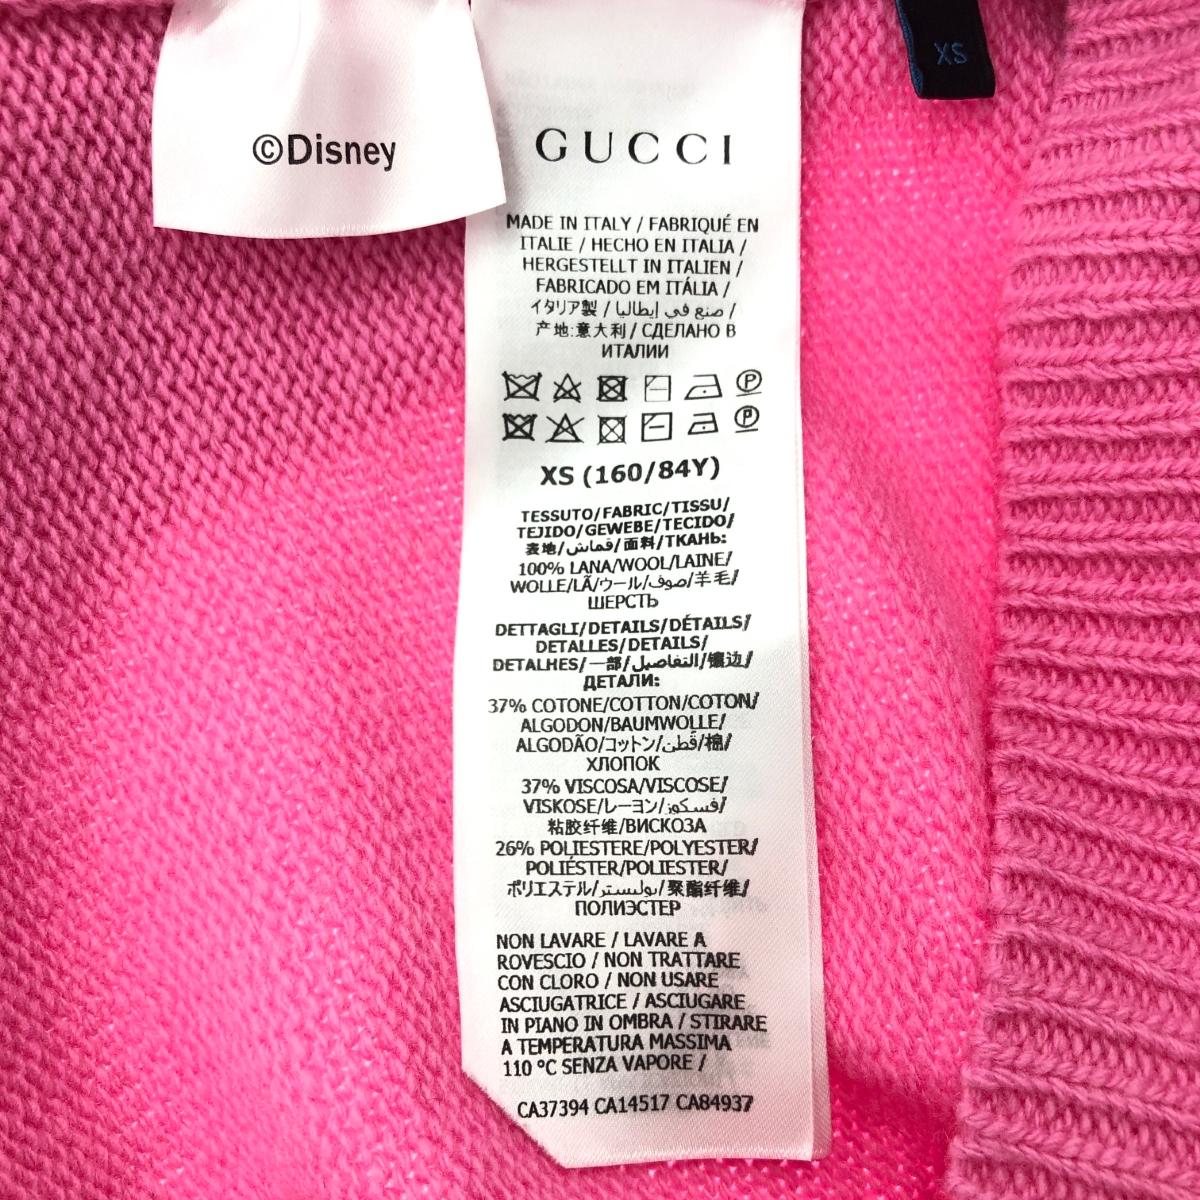 ©Disney
XS
GUCCI
MADE IN ITALY / FABRIQUÉ EN
ITALIE / HECHO EN ITALIA /
HERGESTELLT IN ITALIEN /
FABRICADO EM ITÁLIA /
イタリア製 / صنع في إيطاليا /
产地:意大利 / СДЕЛАНО В
ИТАЛИИ
XS (160/84Y)
TESSUTO/FABRIC/TISSU/
TEJIDO/GEWEBE/TECIDO/
表地/قماش/面料/ТКАНЬ:
100% LANA/WOOL/LAINE/
WOLLE/LÃ/ウール/صوف/羊毛/
ШЕРСТЬ
DETTAGLI/DETAILS/DÉTAILS/
DETALLES/DETAILS/
DETALHES/一部/التفاصيل/镶边/
ДЕТАЛИ:
37% COTONE/COTTON/COTON/
ALGODON/BAUMWOLLE/
ALGODÃO/コットン/قطن/棉/
ХЛОПОК
37% VISCOSA/VISCOSE/
VISKOSE/レーヨン/فسكوز/
粘胶纤维/ВИСКОЗА
26% POLIESTERE/POLYESTER/
POLIÉSTER/POLIESTER/
ポリエステル/بوليستر/聚酯纤维/
ПОЛИЭСТЕР
NON LAVARE / LAVARE A
ROVESCIO / NON TRATTARE
CON CLORO / NON USARE
ASCIUGATRICE / ASCIUGARE
IN PIANO IN OMBRA / STIRARE
A TEMPERATURA MASSIMA
110 °C SENZA VAPORE /
CA37394 CA14517 CA84937